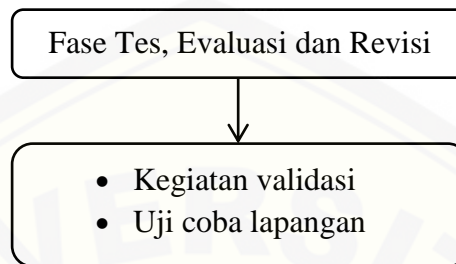 Fase Tes, Evaluasi dan Revisi
• Kegiatan validasi
• Uji coba lapangan